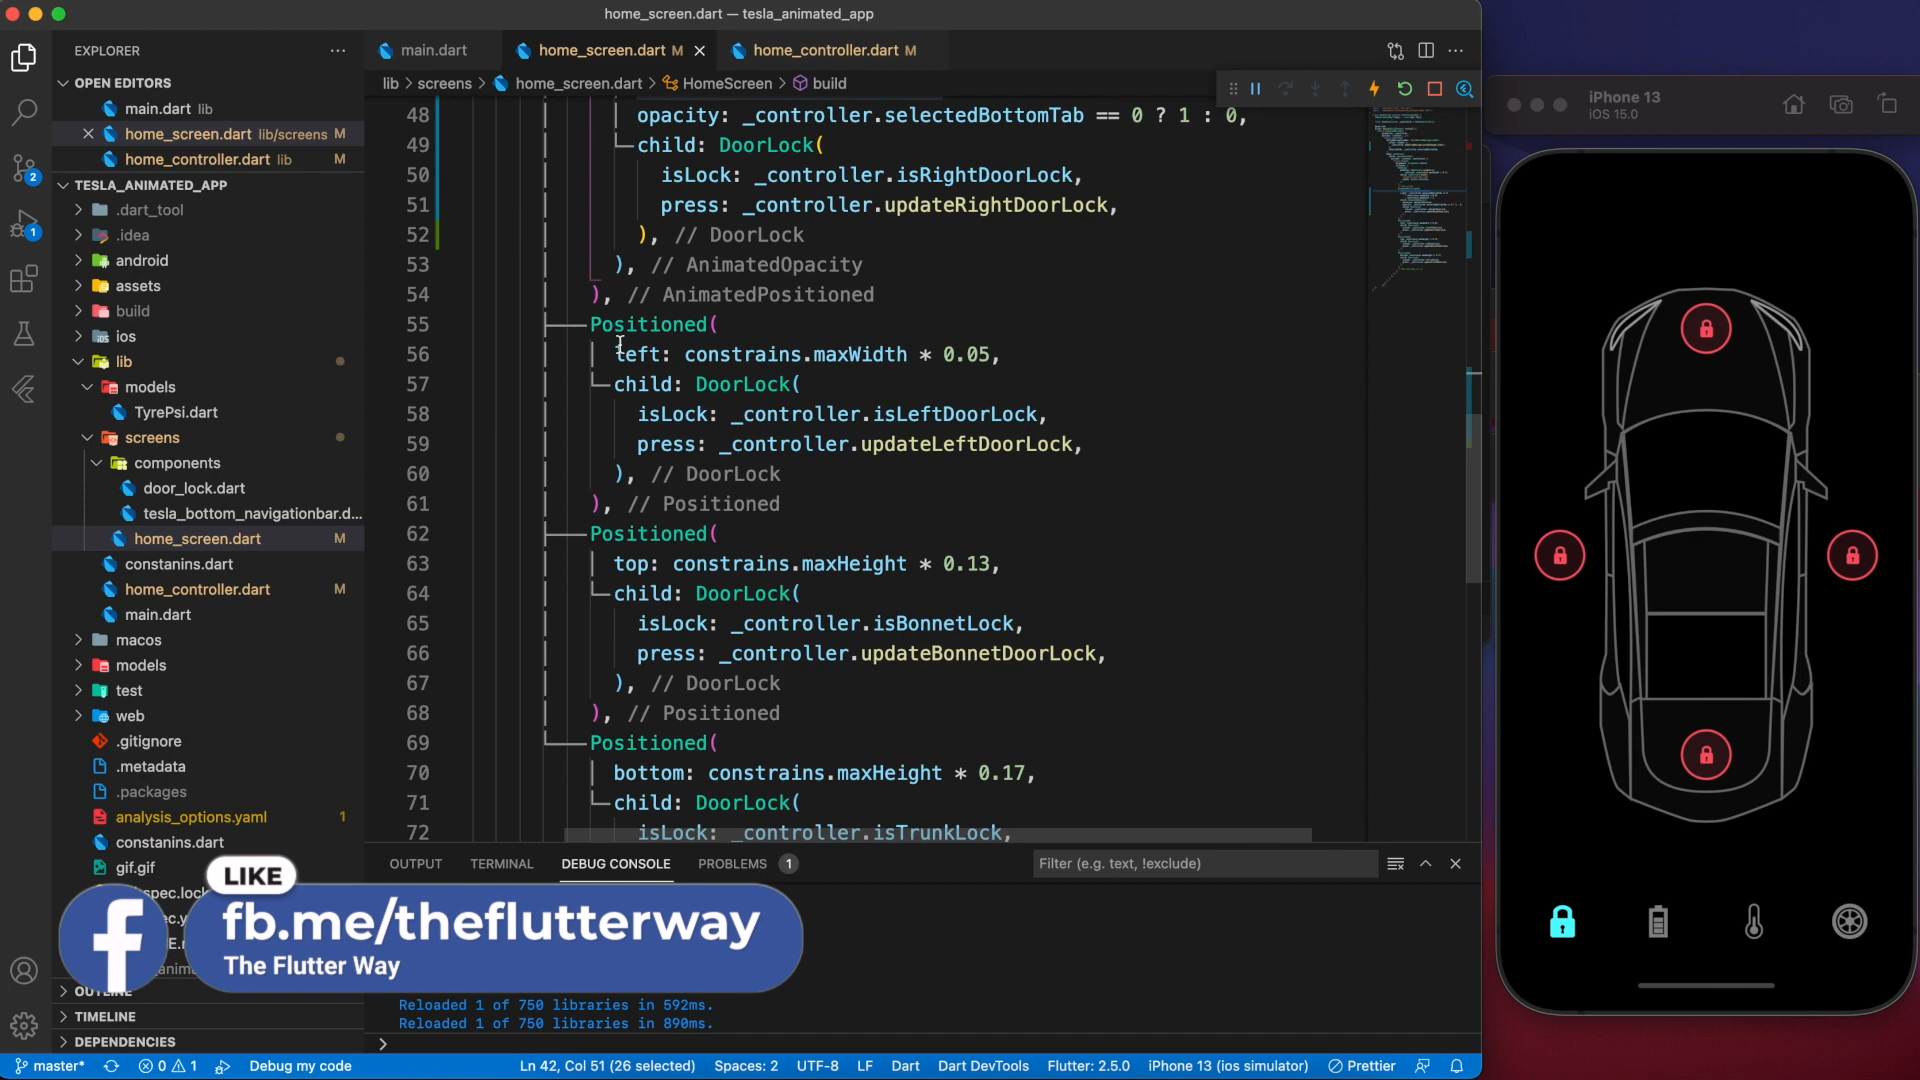 home_screen.dart — tesla_animated_app
EXPLORER
OPEN EDITORS
main.dart lib
home_screen.dart lib/screens M
home_controller.dart lib M
TESLA_ANIMATED_APP
.dart_tool
.idea
android
assets
build
ios
lib
models
TyrePsi.dart
screens
components
door_lock.dart
tesla_bottom_navigationbar.d...
home_screen.dart M
constanins.dart
home_controller.dart M
main.dart
macos
models
test
web
.gitignore
.metadata
.packages
analysis_options.yaml 1
constanins.dart
gif.gif
OUTLINE
TIMELINE
DEPENDENCIES
2
1
main.dart
home_screen.dart M
home_controller.dart M
lib > screens > home_screen.dart > HomeScreen > build
48 opacity: _controller.selectedBottomTab == 0 ? 1 : 0,
49 child: DoorLock(
50 isLock: _controller.isRightDoorLock,
51 press: _controller.updateRightDoorLock,
52 ), // DoorLock
53 ), // AnimatedOpacity
54 ), // AnimatedPositioned
55 Positioned(
56 left: constrains.maxWidth * 0.05,
57 child: DoorLock(
58 isLock: _controller.isLeftDoorLock,
59 press: _controller.updateLeftDoorLock,
60 ), // DoorLock
61 ), // Positioned
62 Positioned(
63 top: constrains.maxHeight * 0.13,
64 child: DoorLock(
65 isLock: _controller.isBonnetLock,
66 press: _controller.updateBonnetDoorLock,
67 ), // DoorLock
68 ), // Positioned
69 Positioned(
70 bottom: constrains.maxHeight * 0.17,
71 child: DoorLock(
72 isLock: _controller.isTrunkLock,
OUTPUT TERMINAL DEBUG CONSOLE PROBLEMS 1
Filter (e.g. text, !exclude)
Reloaded 1 of 750 libraries in 592ms.
Reloaded 1 of 750 libraries in 890ms.
>
LIKE
fb.me/theflutterway
The Flutter Way
master* 0 1 Debug my code
Ln 42, Col 51 (26 selected) Spaces: 2 UTF-8 LF Dart Dart DevTools Flutter: 2.5.0 iPhone 13 (ios simulator) Prettier
iPhone 13
iOS 15.0